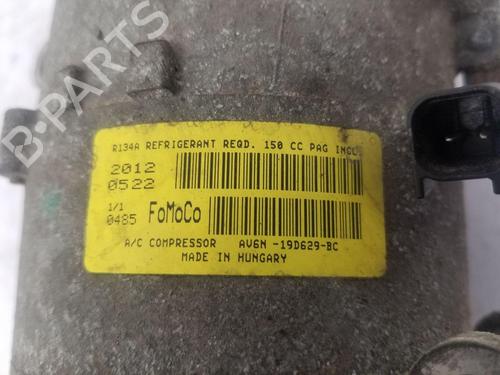 B-PARTS
R134A REFRIGERANT REQD. 150 CC PAG INCL
2012
0522
1/1
0485 FoMoCo
A/C COMPRESSOR AV6N -19D629-BC
MADE IN HUNGARY